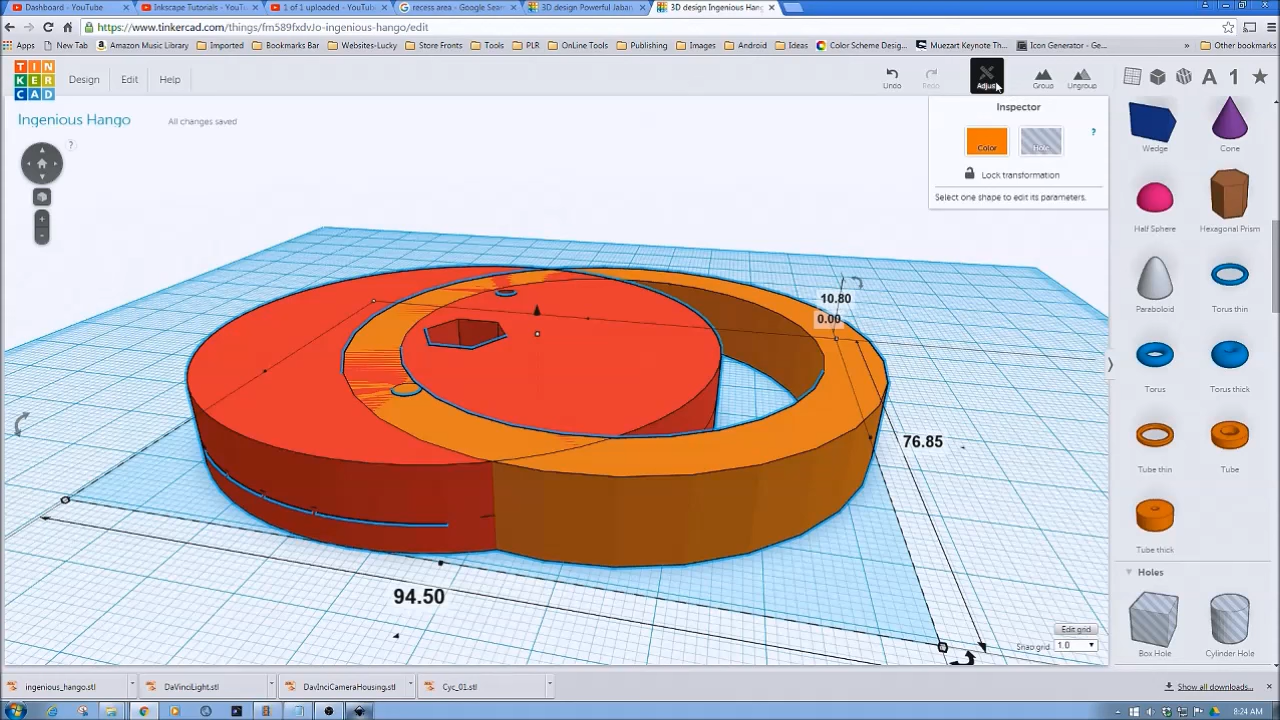 Dashboard - YouTube
Inkscape Tutorials - YouTu
1 of 1 uploaded - YouTube
recess area - Google Sear
3D design Powerful Jaban
3D design Ingenious Hang
https://www.tinkercad.com/things/fm589fxdvJo-ingenious-hango/edit
Apps
New Tab
Amazon Music Library
Imported
Bookmarks Bar
Websites-Lucky
Store Fronts
Tools
PLR
OnLine Tools
Publishing
Images
Android
Ideas
Color Scheme Design...
Muezart Keynote Th...
Icon Generator - Ge...
»
Other bookmarks
TIN
KER
CAD
Design
Edit
Help
Undo
Redo
Adjust
Group
Ungroup
A
1
Ingenious Hango
All changes saved
?
Inspector
Color
Hole
?
Lock transformation
Select one shape to edit its parameters.
Wedge
Cone
Half Sphere
Hexagonal Prism
Paraboloid
Torus thin
Torus
Torus thick
Tube thin
Tube
Tube thick
Holes
Box Hole
Cylinder Hole
10.80
0.00
76.85
94.50
Edit grid
Snap grid
1.0
ingenious_hango.stl
DaVinciLight.stl
DavinciCameraHousing.stl
Cyc_01.stl
Show all downloads...
8:24 AM